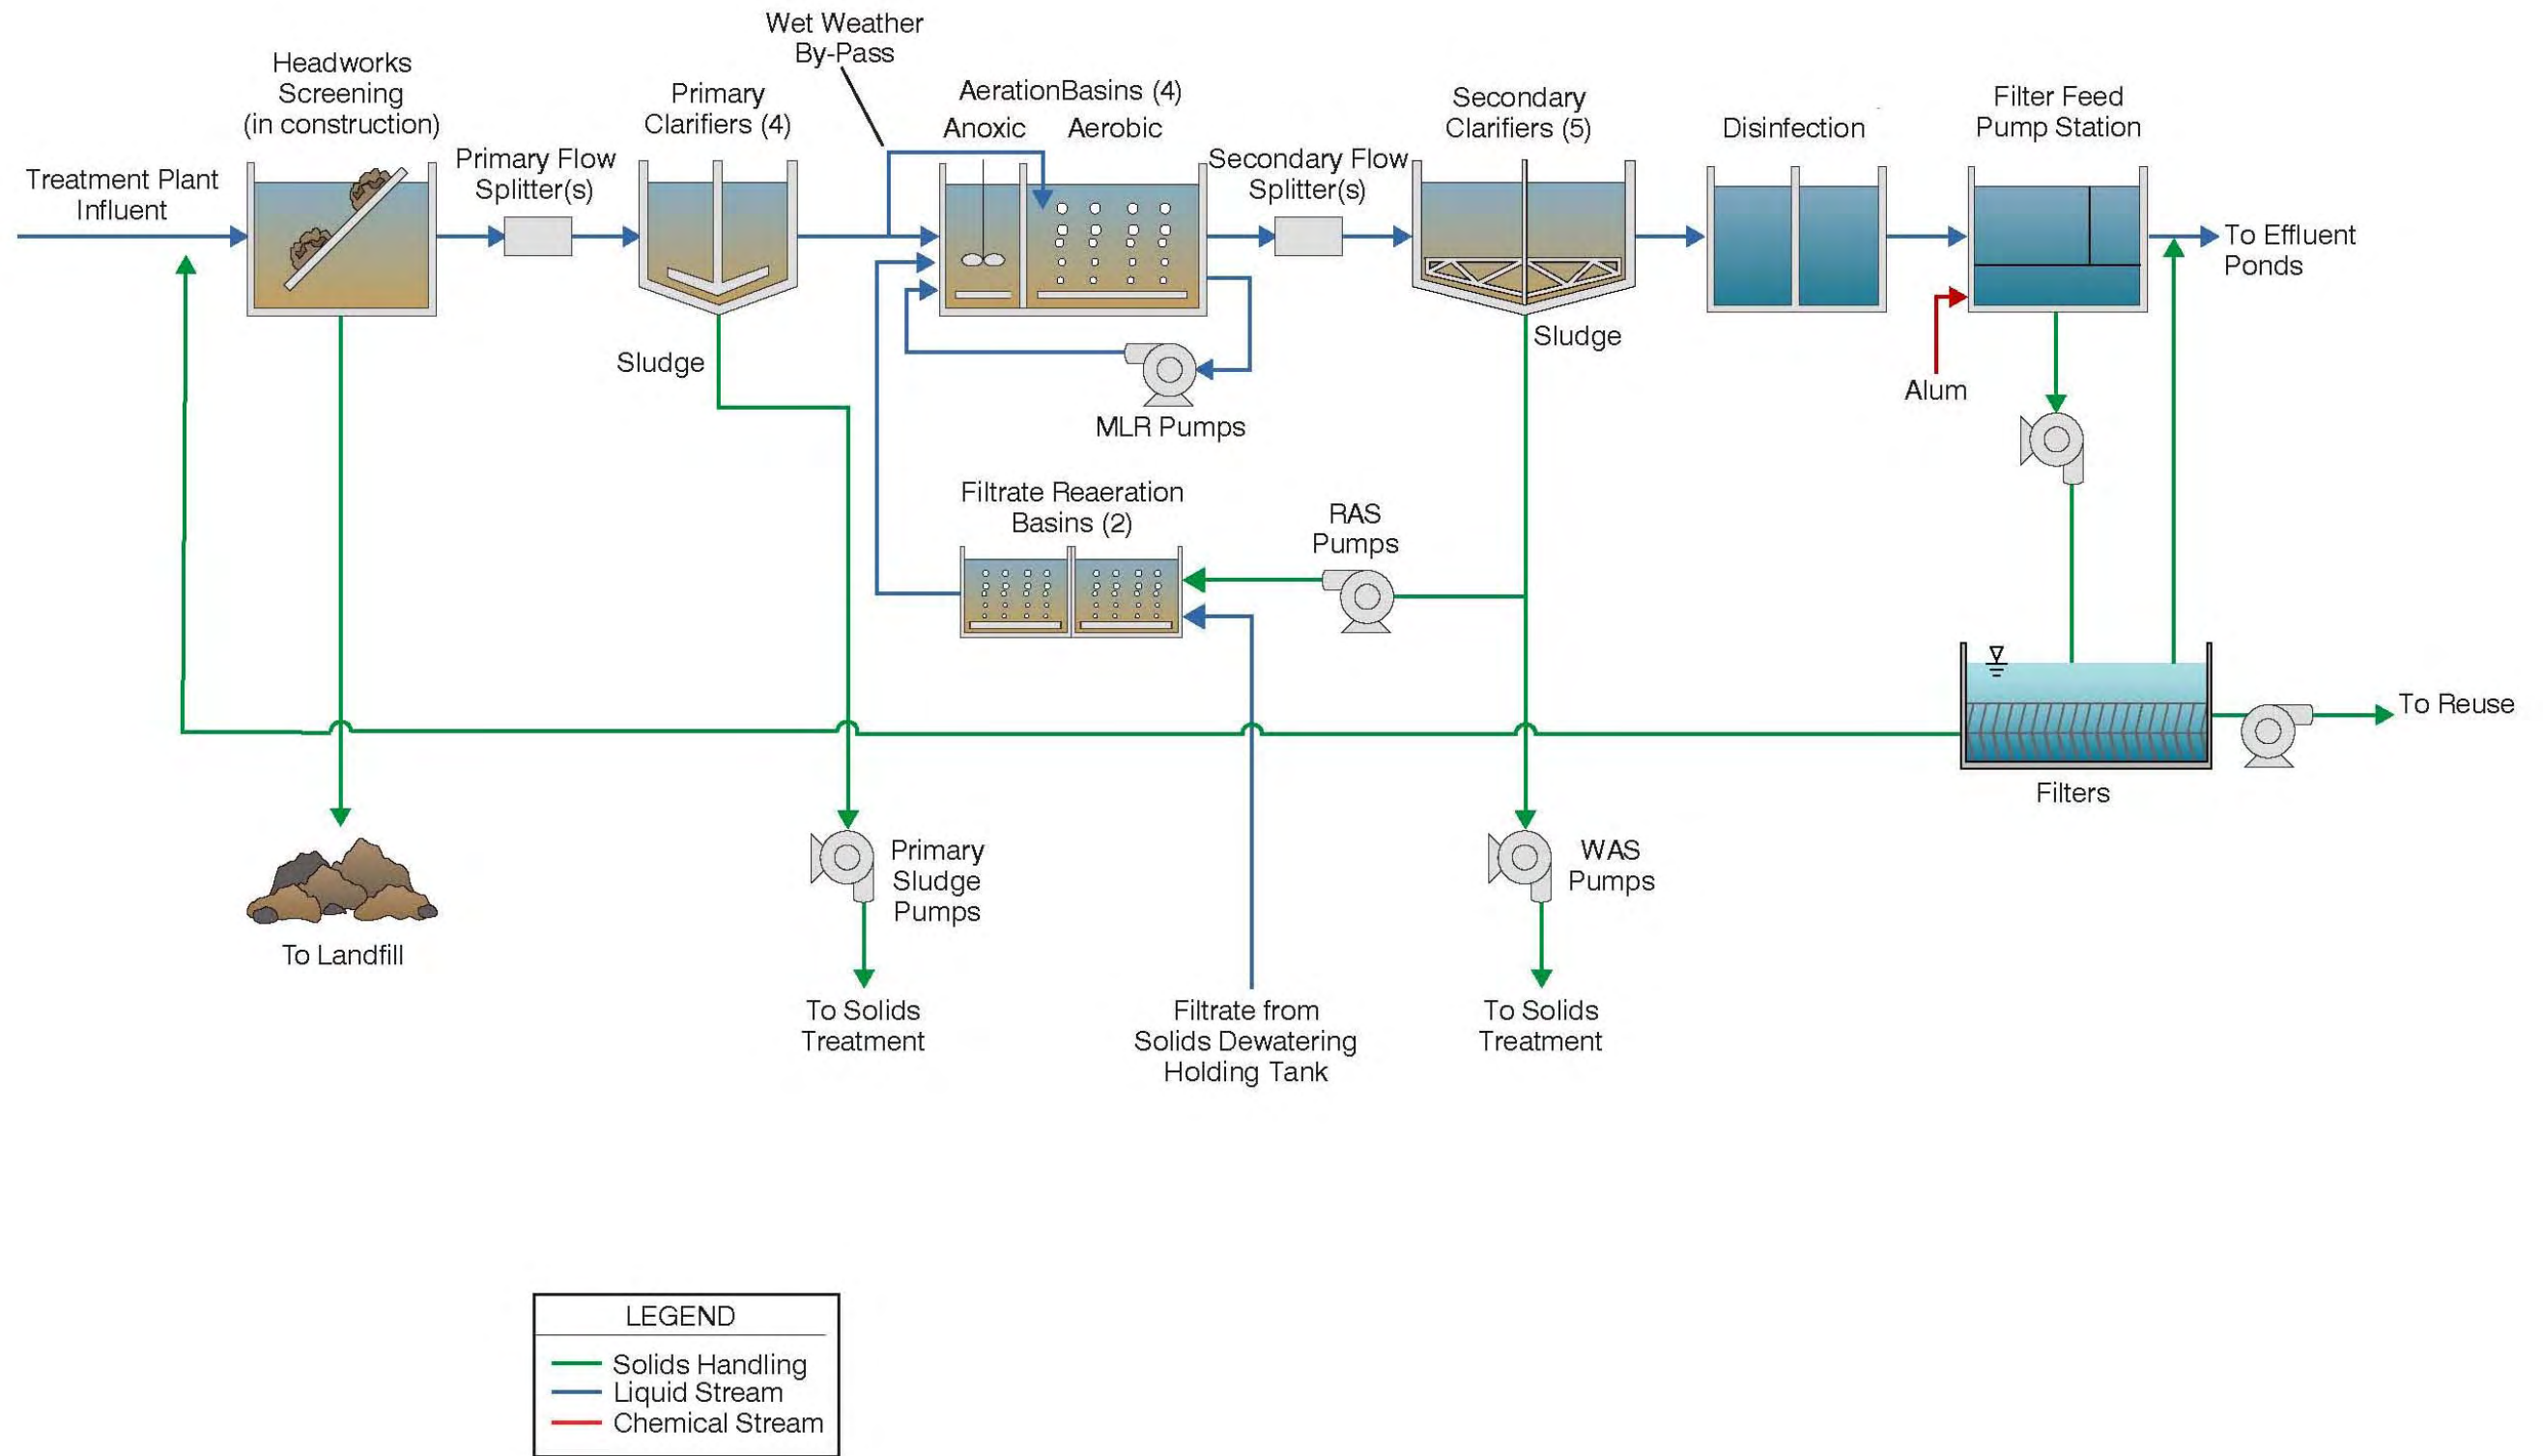 Wet Weather
By-Pass
Headworks
Screening
(in construction)
Primary
Clarifiers (4)
AerationBasins (4)
Anoxic
Aerobic
Secondary
Clarifiers (5)
Disinfection
Filter Feed
Pump Station
Treatment Plant
Influent
Primary Flow
Splitter(s)
Secondary Flow
Splitter(s)
To Effluent
Ponds
Sludge
Sludge
Alum
MLR Pumps
Filtrate Reaeration
Basins (2)
RAS
Pumps
To Reuse
Filters
Primary
Sludge
Pumps
WAS
Pumps
To Landfill
To Solids
Treatment
Filtrate from
Solids Dewatering
Holding Tank
To Solids
Treatment
LEGEND
Solids Handling
Liquid Stream
Chemical Stream